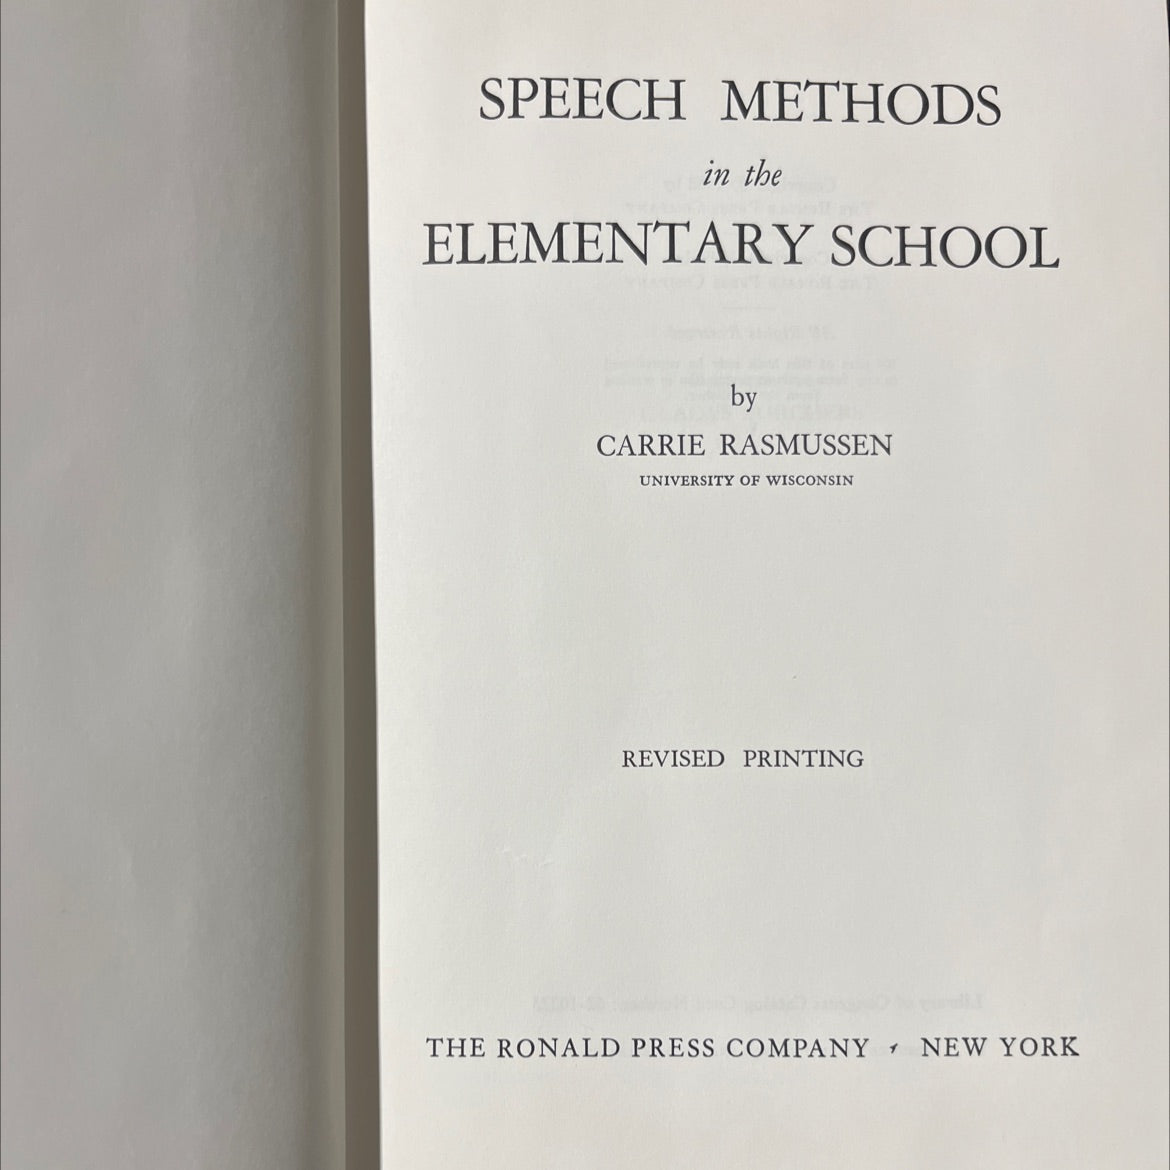 SPEECH METHODS
in the
ELEMENTARY SCHOOL
by
CARRIE RASMUSSEN
UNIVERSITY OF WISCONSIN
REVISED PRINTING
THE RONALD PRESS COMPANY , NEW YORK